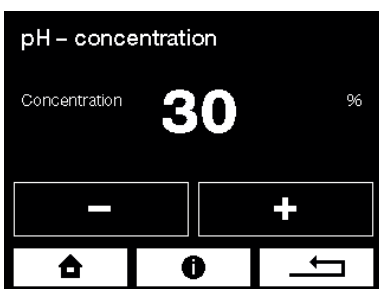 pH – concentration
Concentration 30 %
– +